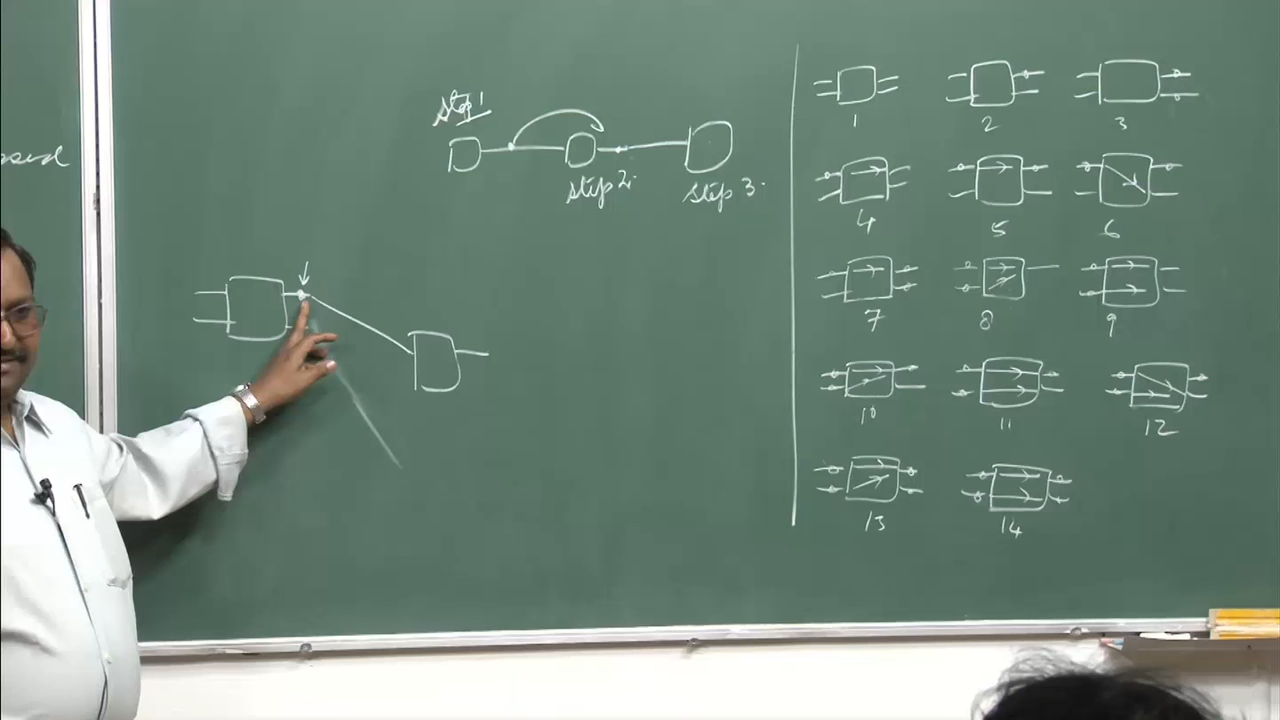 Step 1
Step 2.
Step 3.
1 2 3
4 5 6
7 8 9
10 11 12
13 14